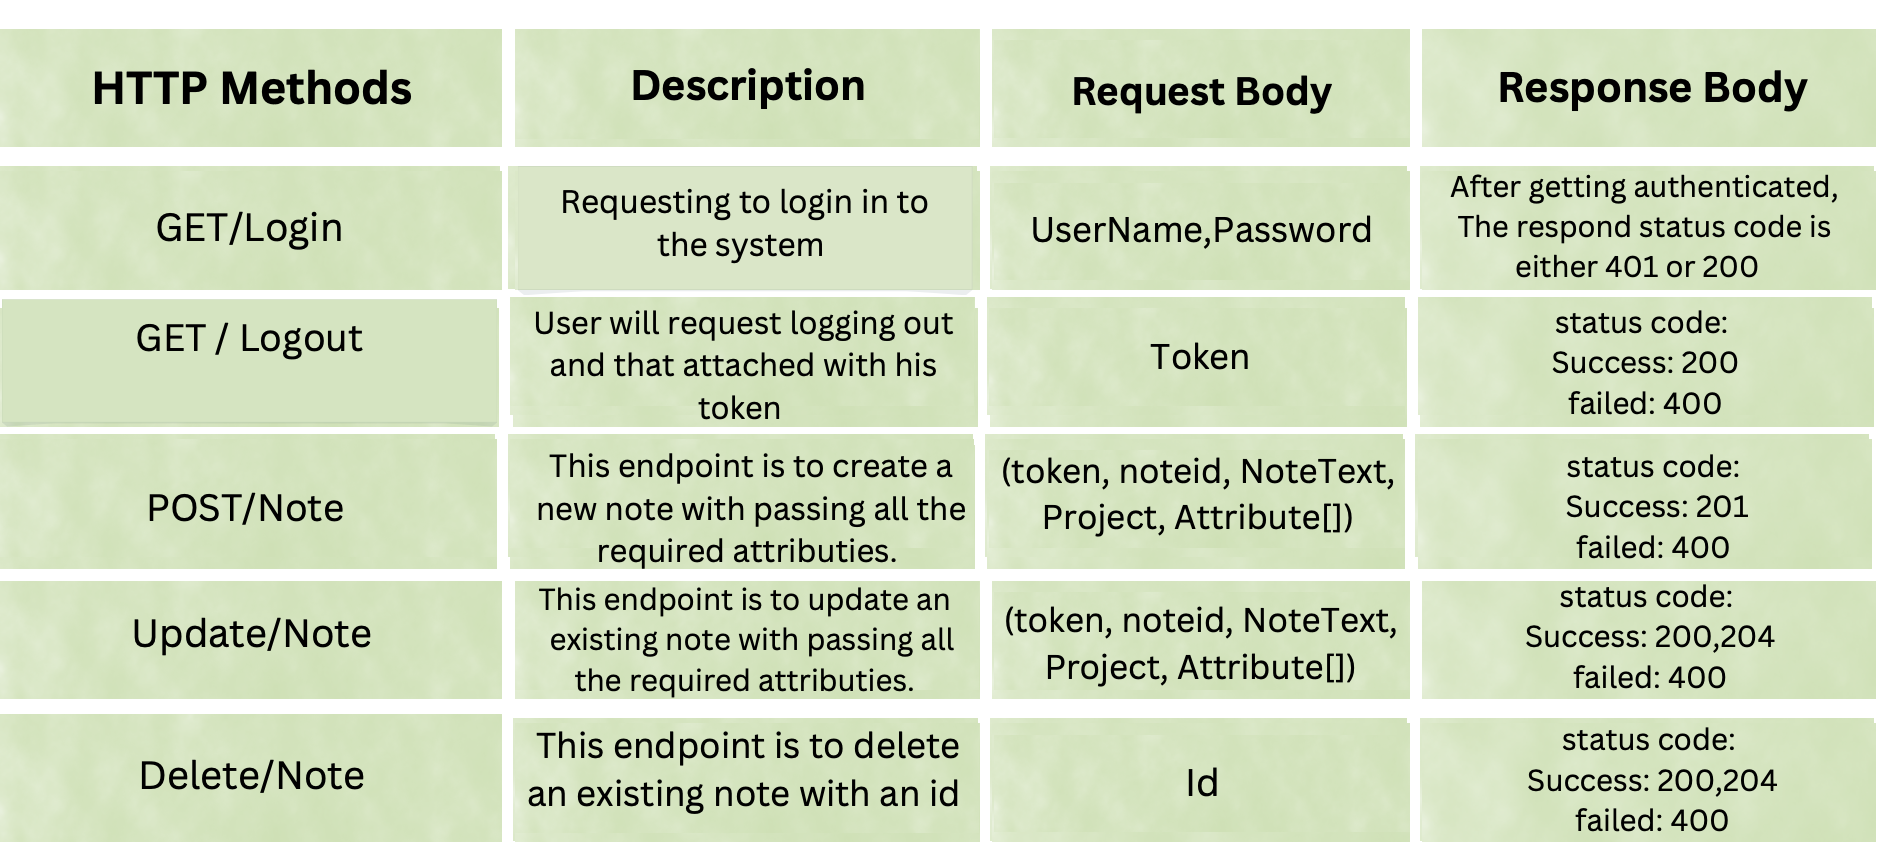 HTTP Methods
Description
Request Body
Response Body
GET/Login
Requesting to login in to
the system
UserName,Password
After getting authenticated,
The respond status code is
either 401 or 200
GET / Logout
User will request logging out
and that attached with his
token
Token
status code:
Success: 200
failed: 400
POST/Note
This endpoint is to create a
new note with passing all the
required attributies.
(token, noteid, NoteText,
Project, Attribute[])
status code:
Success: 201
failed: 400
Update/Note
This endpoint is to update an
existing note with passing all
the required attributies.
(token, noteid, NoteText,
Project, Attribute[])
status code:
Success: 200,204
failed: 400
Delete/Note
This endpoint is to delete
an existing note with an id
Id
status code:
Success: 200,204
failed: 400